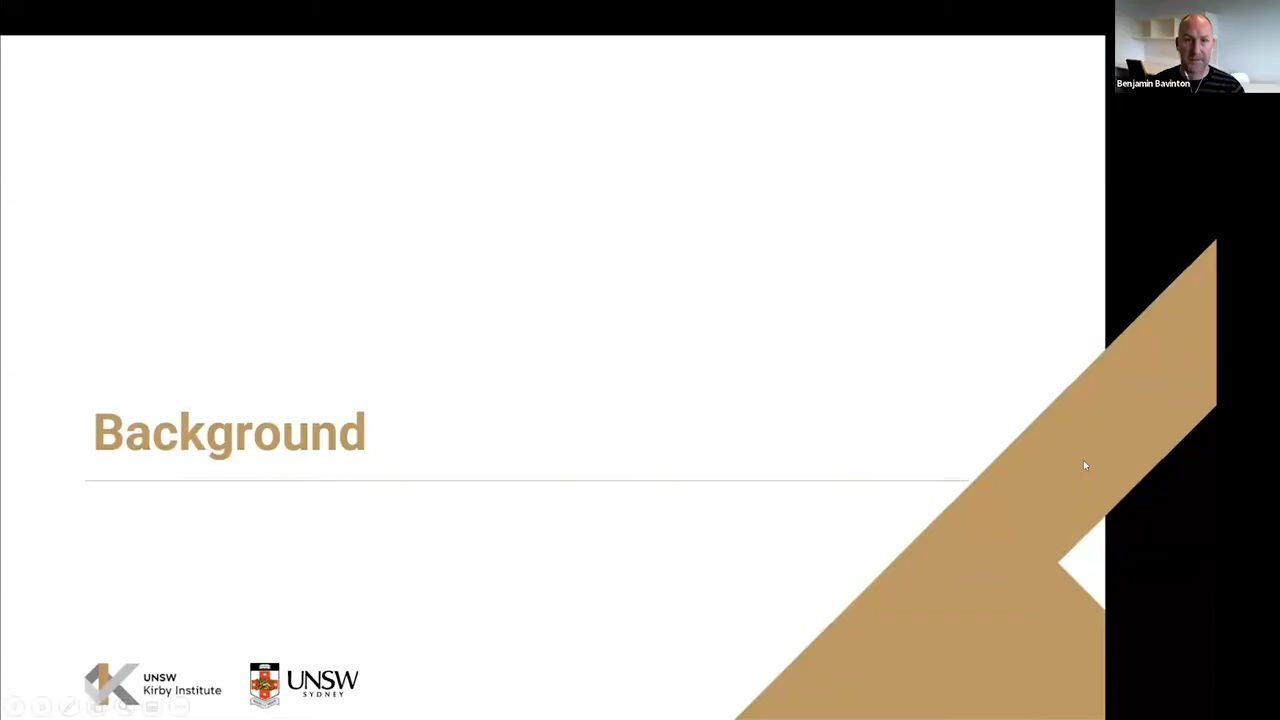 Benjamin Bavinton
Background
UNSW
Kirby Institute
UNSW
SYDNEY